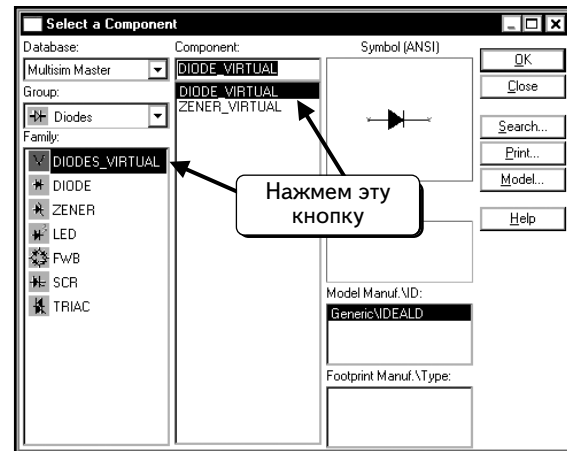 Select a Component
Database:
Multisim Master
Group:
Diodes
Family:
DIODES_VIRTUAL
DIODE
ZENER
LED
FWB
SCR
TRIAC
Component:
DIODE_VIRTUAL
DIODE_VIRTUAL
ZENER_VIRTUAL
Нажмем эту
кнопку
Symbol (ANSI)
Model Manuf.\ID:
Generic\IDEALD
Footprint Manuf.\Type:
OK
Close
Search...
Print...
Model...
Help